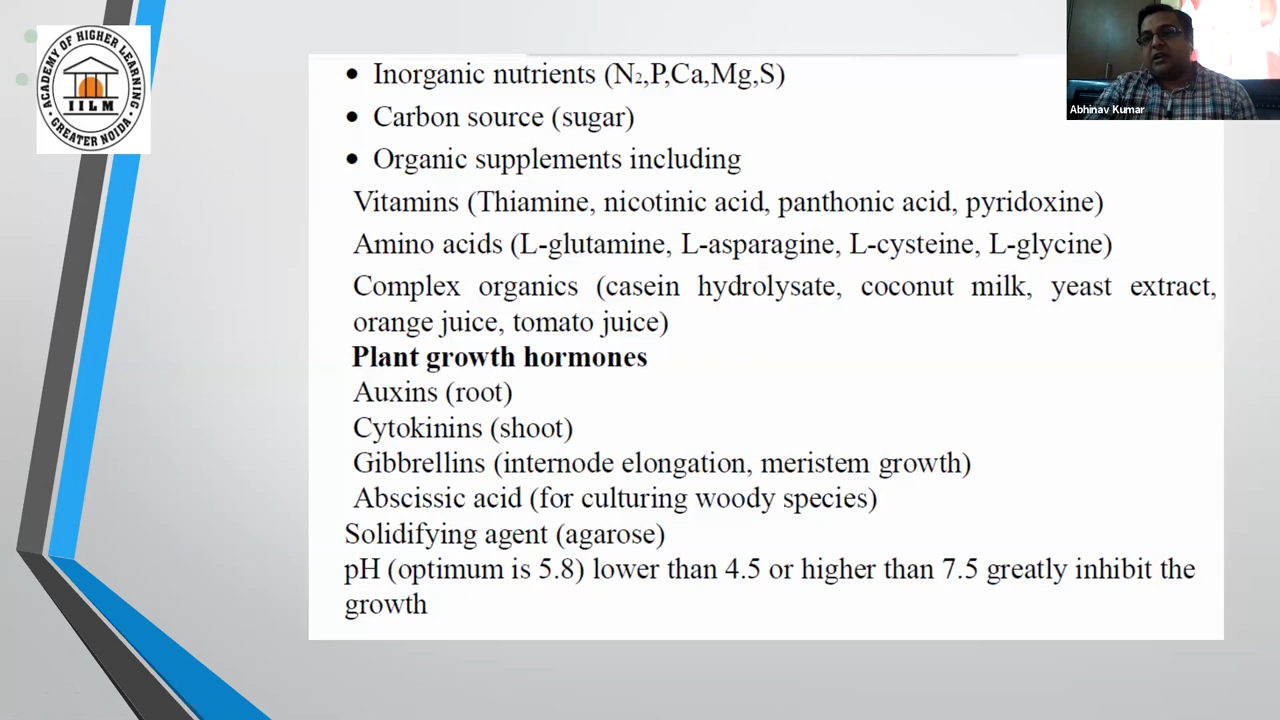 ACADEMY OF HIGHER LEARNING
IILM
GREATER NOIDA
Abhinav Kumar
• Inorganic nutrients (N₂,P,Ca,Mg,S)
• Carbon source (sugar)
• Organic supplements including
Vitamins (Thiamine, nicotinic acid, panthonic acid, pyridoxine)
Amino acids (L-glutamine, L-asparagine, L-cysteine, L-glycine)
Complex organics (casein hydrolysate, coconut milk, yeast extract,
orange juice, tomato juice)
Plant growth hormones
Auxins (root)
Cytokinins (shoot)
Gibbrellins (internode elongation, meristem growth)
Abscissic acid (for culturing woody species)
Solidifying agent (agarose)
pH (optimum is 5.8) lower than 4.5 or higher than 7.5 greatly inhibit the
growth